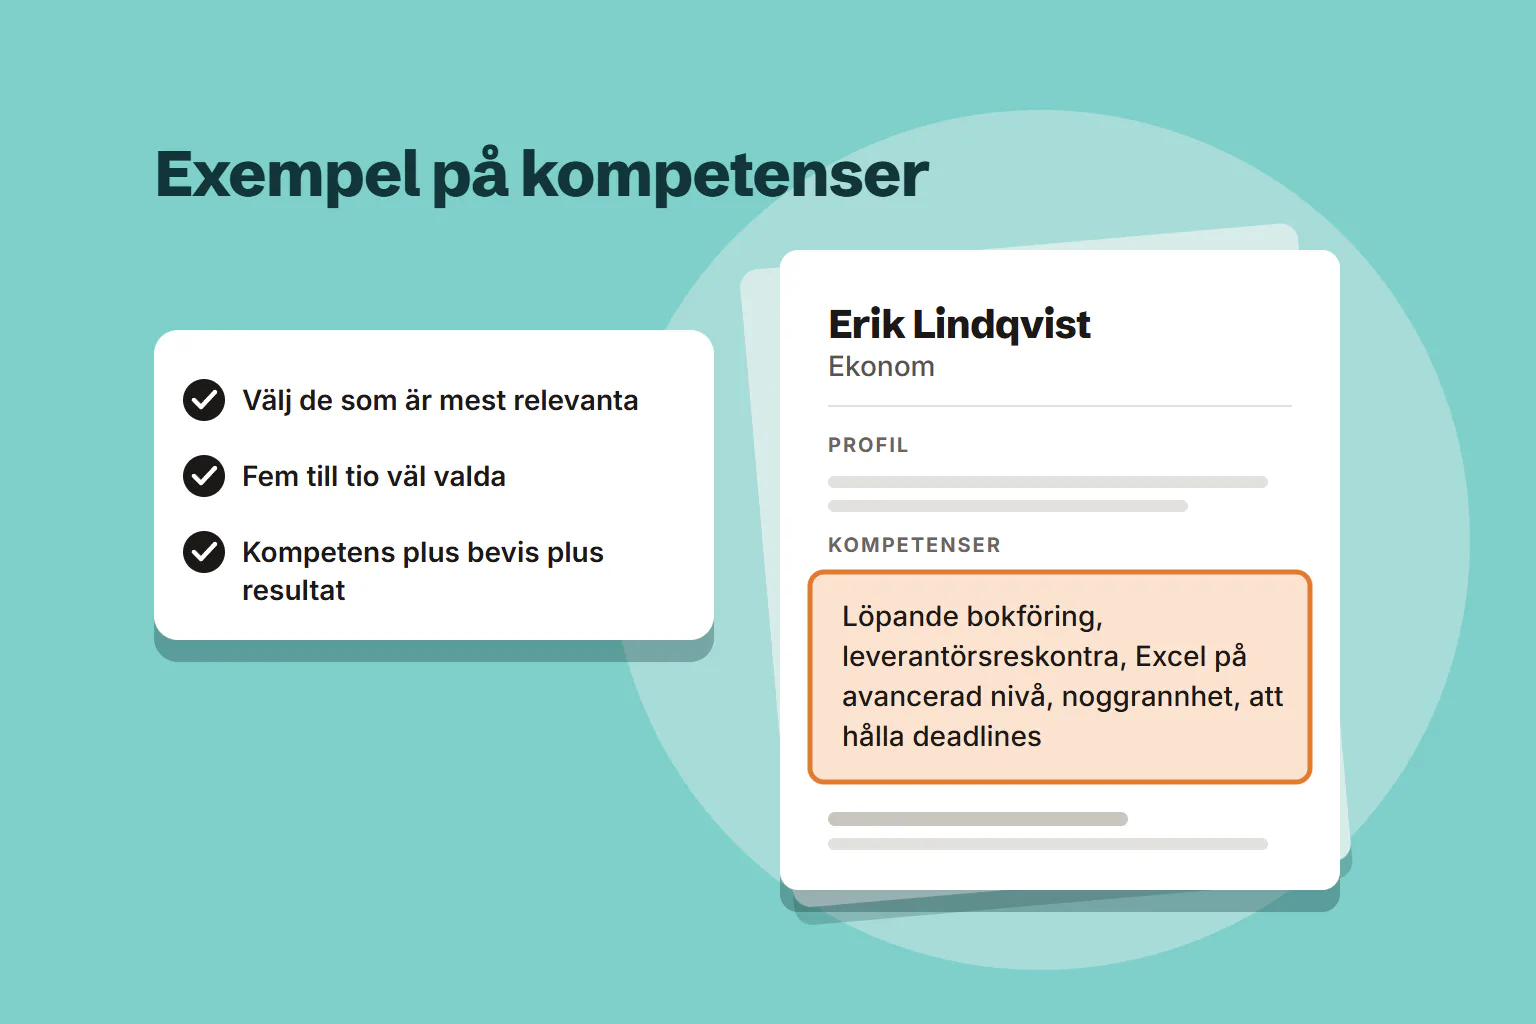 Exempel på kompetenser
Välj de som är mest relevanta
Fem till tio väl valda
Kompetens plus bevis plus
resultat
Erik Lindqvist
Ekonom
PROFIL
KOMPETENSER
Löpande bokföring,
leverantörsreskontra, Excel på
avancerad nivå, noggrannhet, att
hålla deadlines